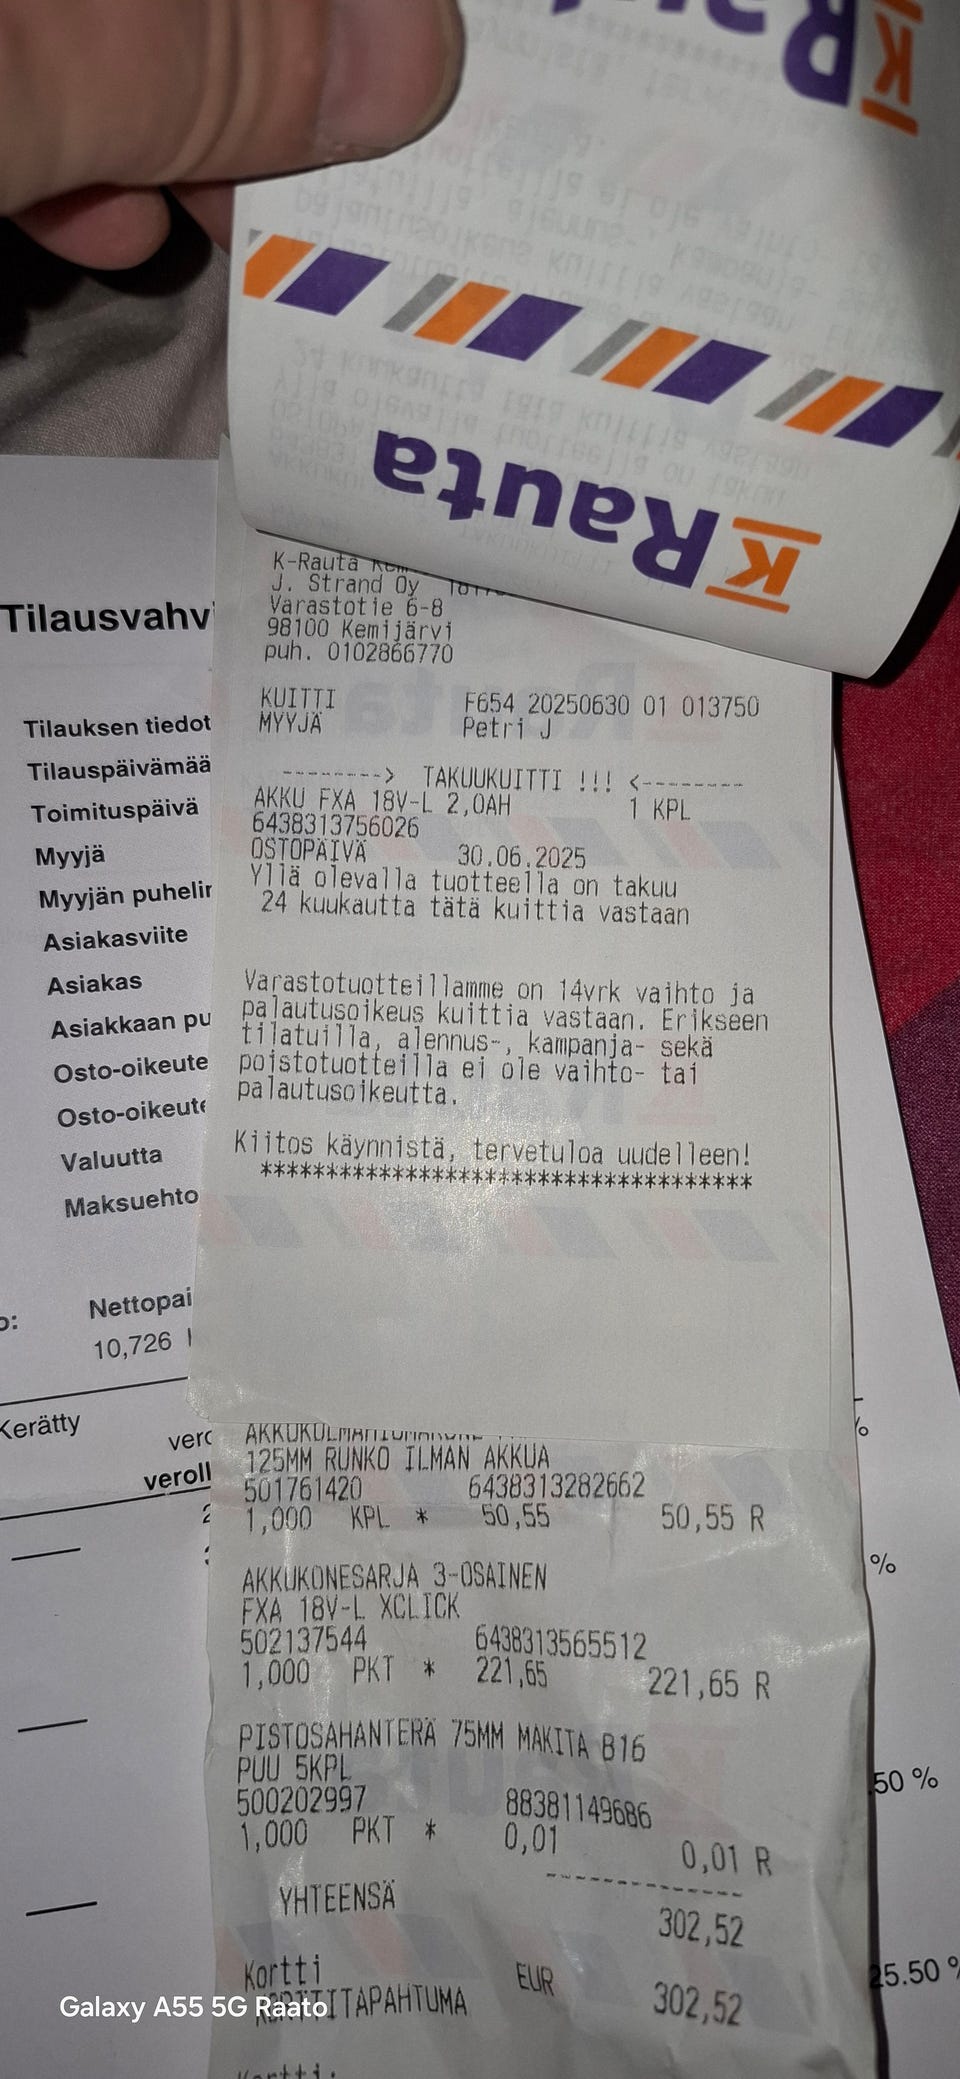 K Rauta
K Rauta
K-Rauta
J. Strand Oy
Varastotie 6-8
98100 Kemijärvi
puh. 0102866770
KUITTI F654 20250630 01 013750
MYYJÄ Petri J
--------> TAKUUKUITTI !!! <--------
AKKU FXA 18V-L 2,0AH 1 KPL
6438313756026
OSTOPÄIVÄ 30.06.2025
Yllä olevalla tuotteella on takuu
24 kuukautta tätä kuittia vastaan
Varastotuotteillamme on 14vrk vaihto ja
palautusoikeus kuittia vastaan. Erikseen
tilatuilla, alennus-, kampanja- sekä
poistotuotteilla ei ole vaihto- tai
palautusoikeutta.
Kiitos käynnistä, tervetuloa uudelleen!
**************************************
125MM RUNKO ILMAN AKKUA
501761420 6438313282662
1,000 KPL * 50,55 50,55 R
AKKUKONESARJA 3-OSAINEN
FXA 18V-L XCLICK
502137544 6438313565512
1,000 PKT * 221,65 221,65 R
PISTOSAHANTERÄ 75MM MAKITA B16
PUU 5KPL
500202997 88381149686
1,000 PKT * 0,01 0,01 R
YHTEENSÄ 302,52
Kortti EUR 302,52
Kortti:
Tilausvahv
Tilauksen tiedot
Tilauspäivämää
Toimituspäivä
Myyjä
Myyjän puhelin
Asiakasviite
Asiakas
Asiakkaan pu
Osto-oikeute
Osto-oikeute
Valuutta
Maksuehto
o: Nettopai
10,726
Kerätty
vero
veroll
%
%
.50 %
25.50 %
Galaxy A55 5G Raato